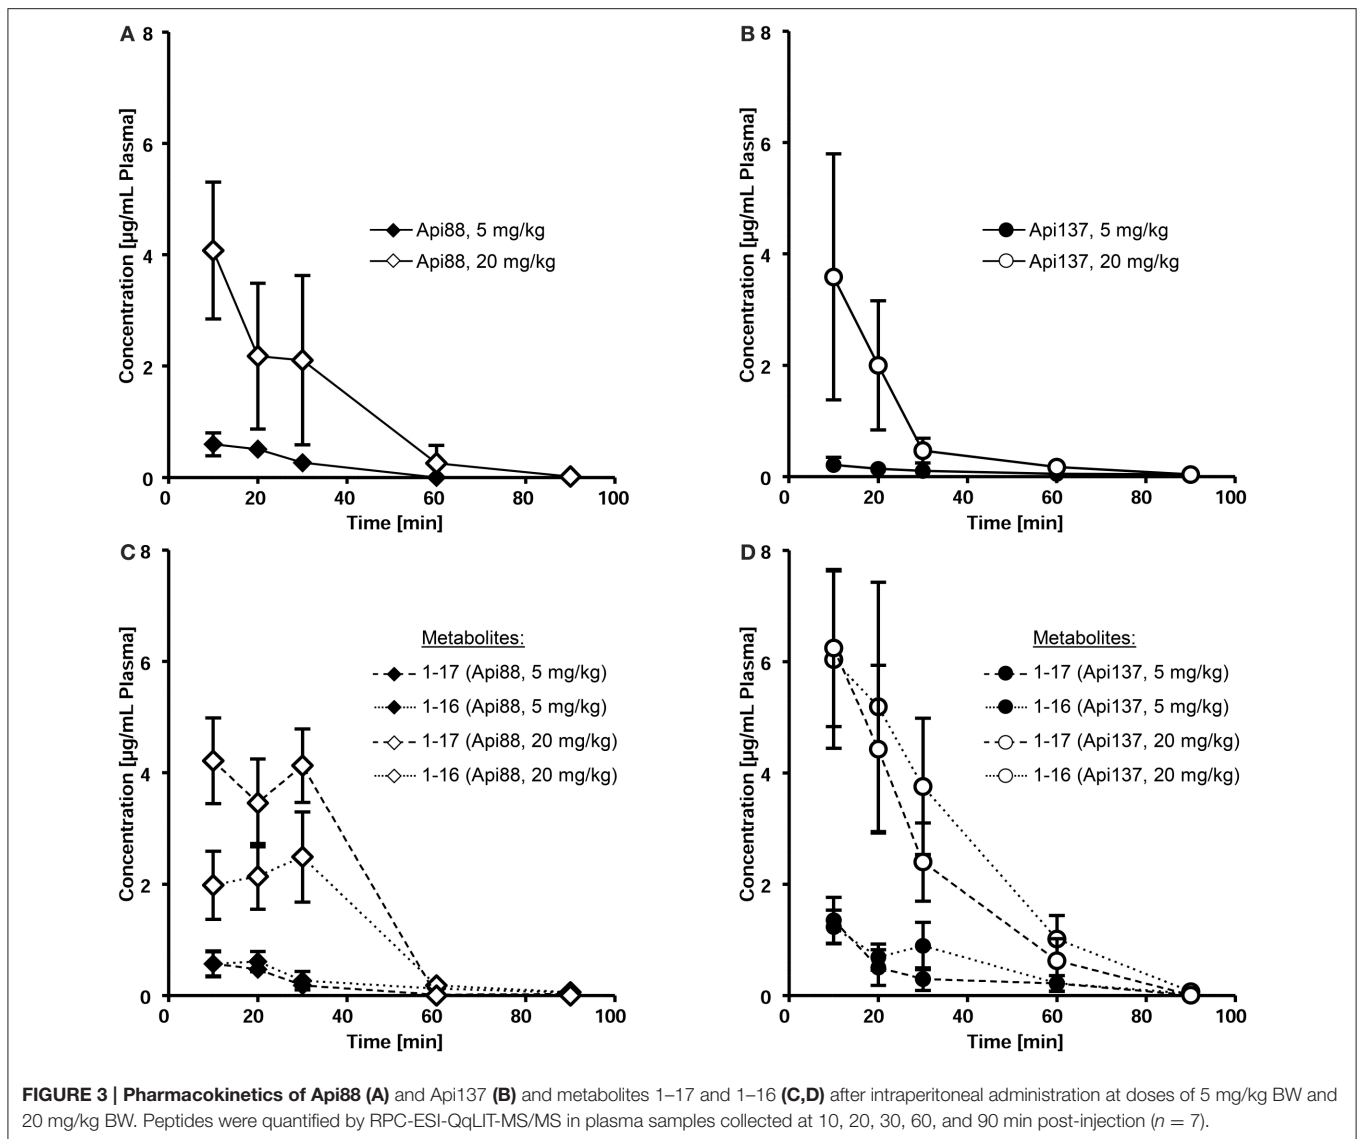 A
8
6
4
2
0
Concentration [µg/mL Plasma]
Api88, 5 mg/kg
Api88, 20 mg/kg
0 20 40 60 80 100
Time [min]
B
8
6
4
2
0
Concentration [µg/mL Plasma]
Api137, 5 mg/kg
Api137, 20 mg/kg
0 20 40 60 80 100
Time [min]
C
8
6
4
2
0
Concentration [µg/mL Plasma]
Metabolites:
1-17 (Api88, 5 mg/kg)
1-16 (Api88, 5 mg/kg)
1-17 (Api88, 20 mg/kg)
1-16 (Api88, 20 mg/kg)
0 20 40 60 80 100
Time [min]
D
8
6
4
2
0
Concentration [µg/mL Plasma]
Metabolites:
1-17 (Api137, 5 mg/kg)
1-16 (Api137, 5 mg/kg)
1-17 (Api137, 20 mg/kg)
1-16 (Api137, 20 mg/kg)
0 20 40 60 80 100
Time [min]
FIGURE 3 | Pharmacokinetics of Api88 (A) and Api137 (B) and metabolites 1–17 and 1–16 (C,D) after intraperitoneal administration at doses of 5 mg/kg BW and
20 mg/kg BW. Peptides were quantified by RPC-ESI-QqLIT-MS/MS in plasma samples collected at 10, 20, 30, 60, and 90 min post-injection (n = 7).